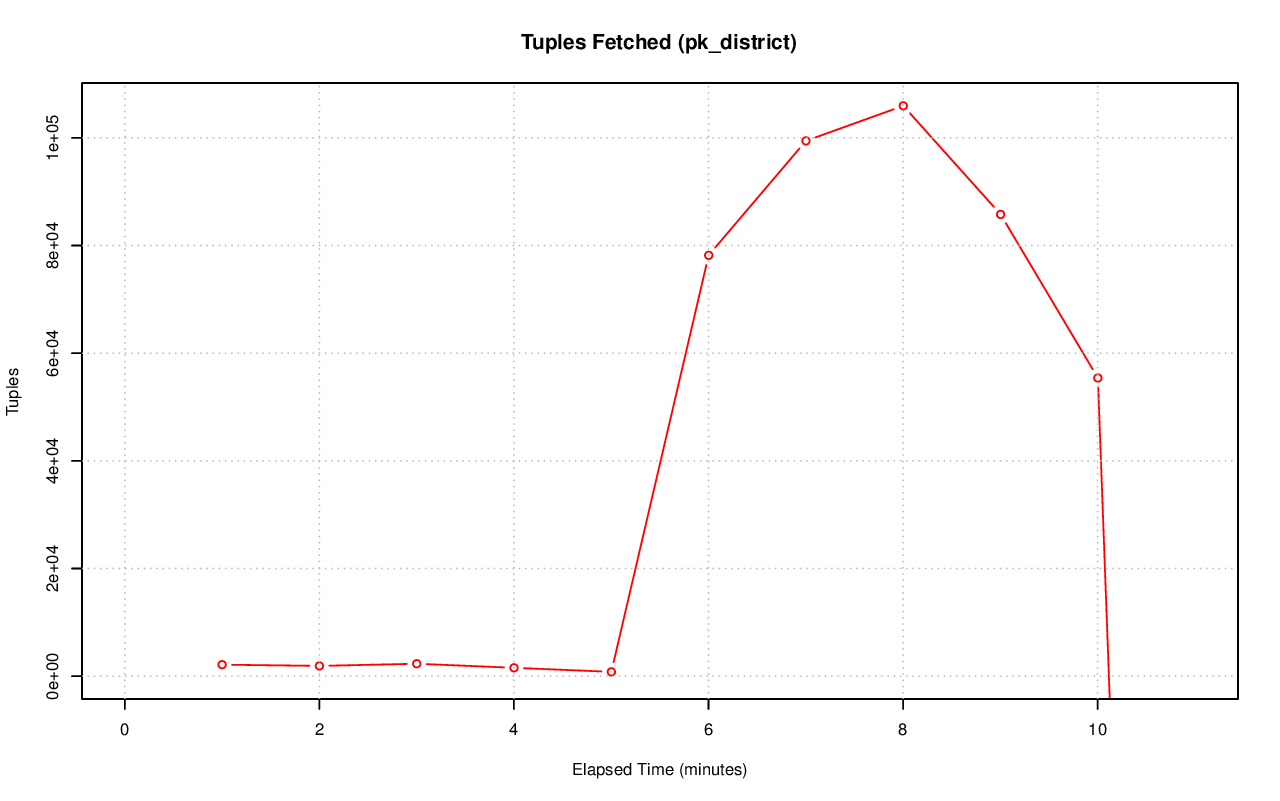 Tuples Fetched (pk_district)
1e+05
8e+04
6e+04
4e+04
2e+04
0e+00
Tuples
0 2 4 6 8 10
Elapsed Time (minutes)